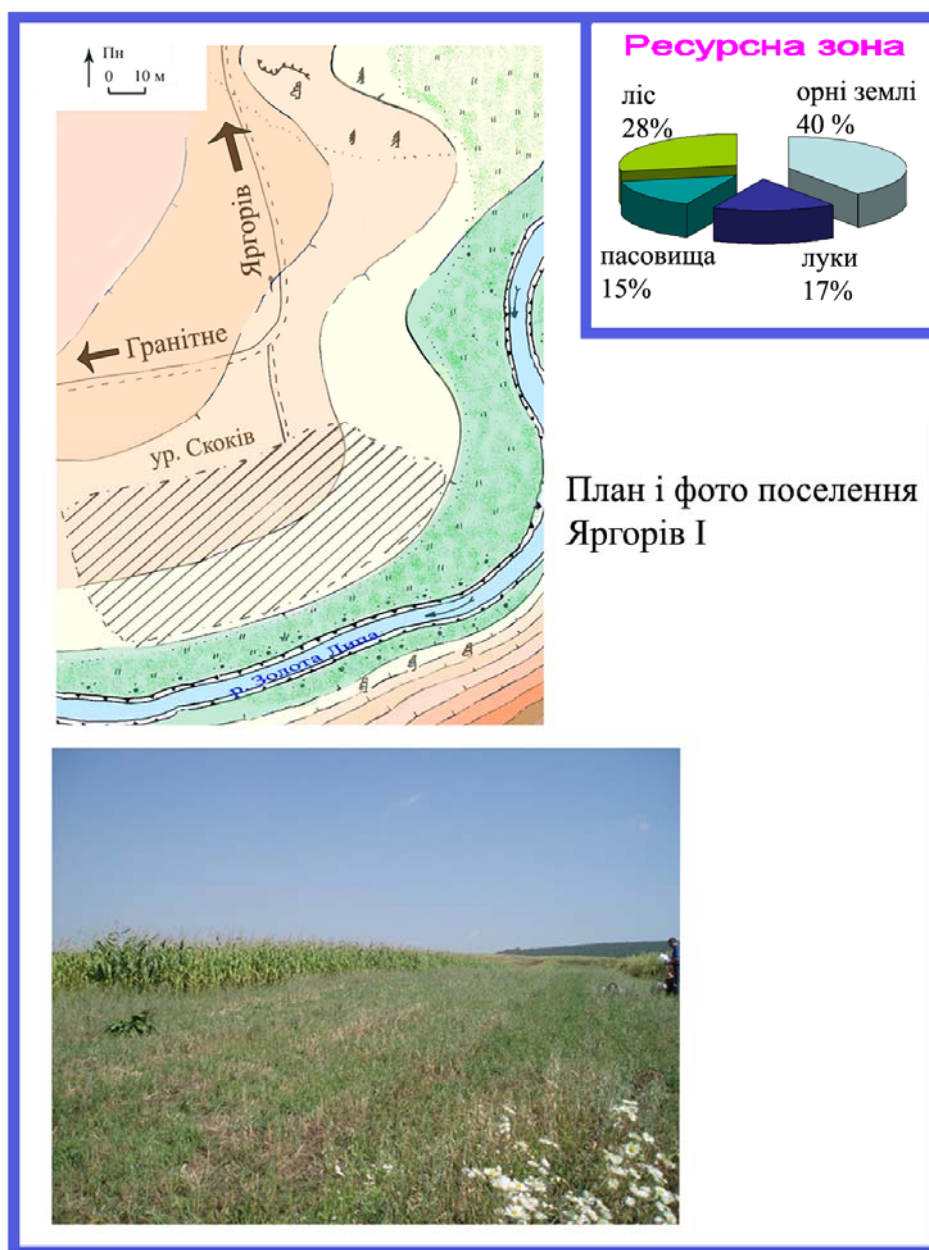 Пн
0 10 м
Яргорів
Гранітне
ур. Скоків
р. Золота Липа
Ресурсна зона
ліс
28%
орні землі
40 %
пасовища
15%
луки
17%
План і фото поселення
Яргорів І